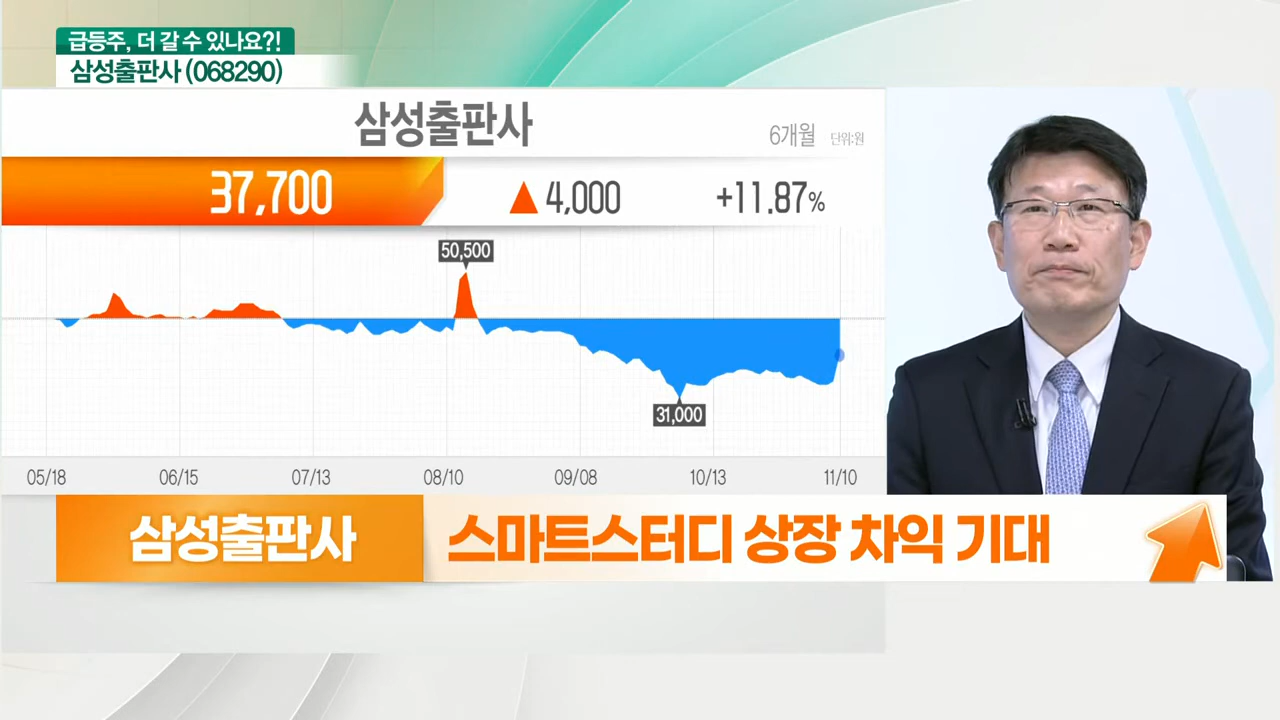 급등주, 더 갈 수 있나요?!
삼성출판사 (068290)
삼성출판사
6개월 단위:원
37,700 ▲ 4,000 +11.87%
50,500
31,000
05/18 06/15 07/13 08/10 09/08 10/13 11/10
삼성출판사 스마트스터디 상장 차익 기대